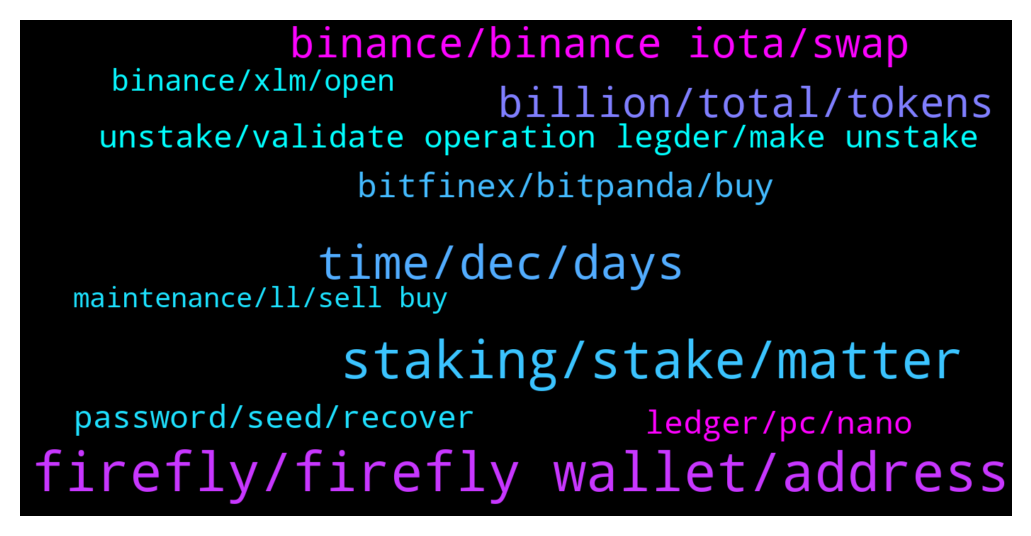 binance/binance iota/swap
binance/xlm/open
billion/total/tokens
unstake/validate operation legder/make unstake
bitfinex/bitpanda/buy
time/dec/days
maintenance/ll/sell buy
staking/stake/matter
password/seed/recover
ledger/pc/nano
firefly/firefly wallet/address